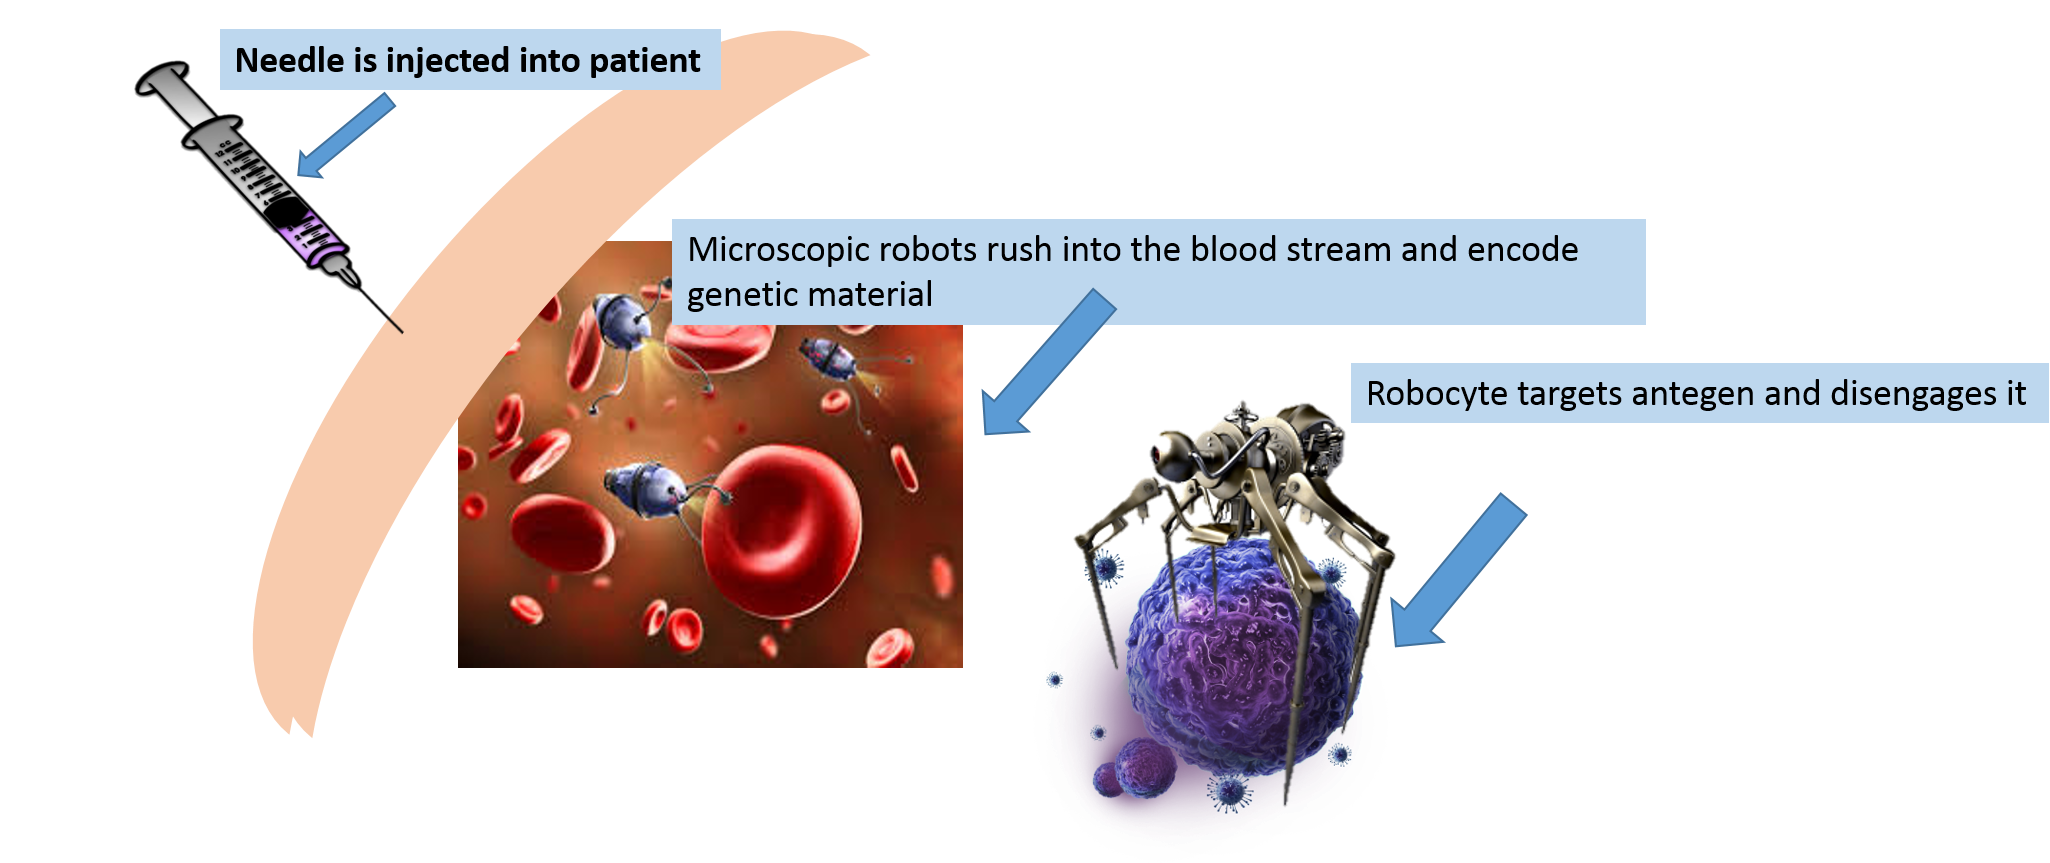 Needle is injected into patient
Microscopic robots rush into the blood stream and encode
genetic material
Robocyte targets antegen and disengages it